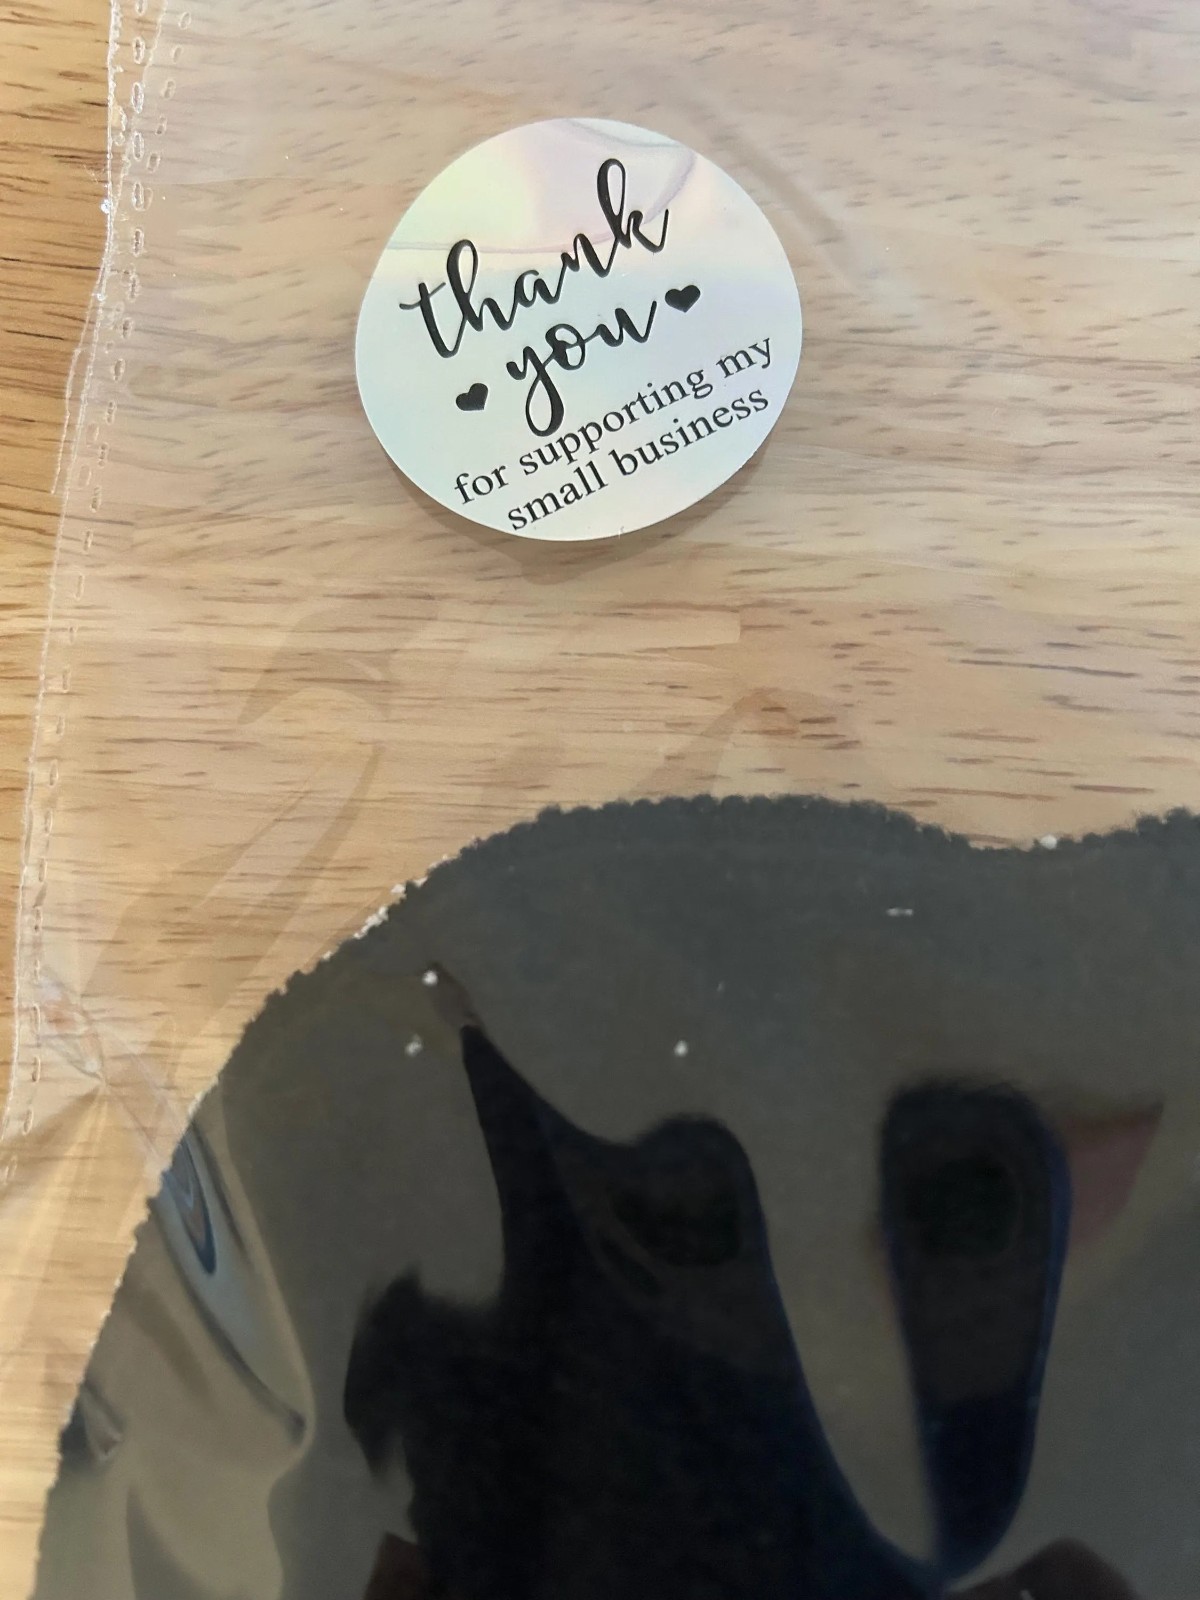 thank
you
for supporting my
small business